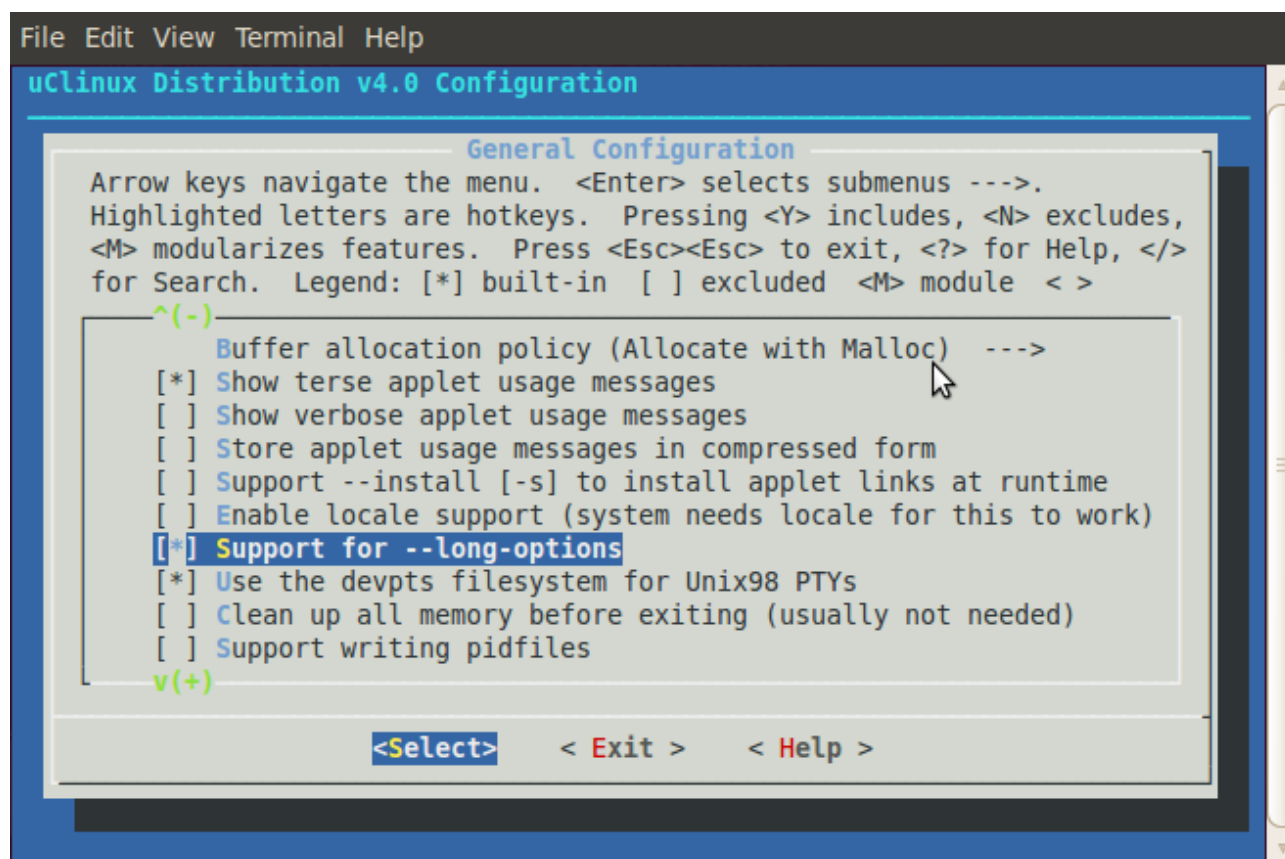 File Edit View Terminal Help
uClinux Distribution v4.0 Configuration
General Configuration
Arrow keys navigate the menu.  <Enter> selects submenus --->.
Highlighted letters are hotkeys.  Pressing <Y> includes, <N> excludes,
<M> modularizes features.  Press <Esc><Esc> to exit, <?> for Help, </>
for Search.  Legend: [*] built-in  [ ] excluded  <M> module  < >
^(-)
Buffer allocation policy (Allocate with Malloc)  --->
[*] Show terse applet usage messages
[ ] Show verbose applet usage messages
[ ] Store applet usage messages in compressed form
[ ] Support --install [-s] to install applet links at runtime
[ ] Enable locale support (system needs locale for this to work)
[*] Support for --long-options
[*] Use the devpts filesystem for Unix98 PTYs
[ ] Clean up all memory before exiting (usually not needed)
[ ] Support writing pidfiles
v(+)
<Select>    < Exit >    < Help >